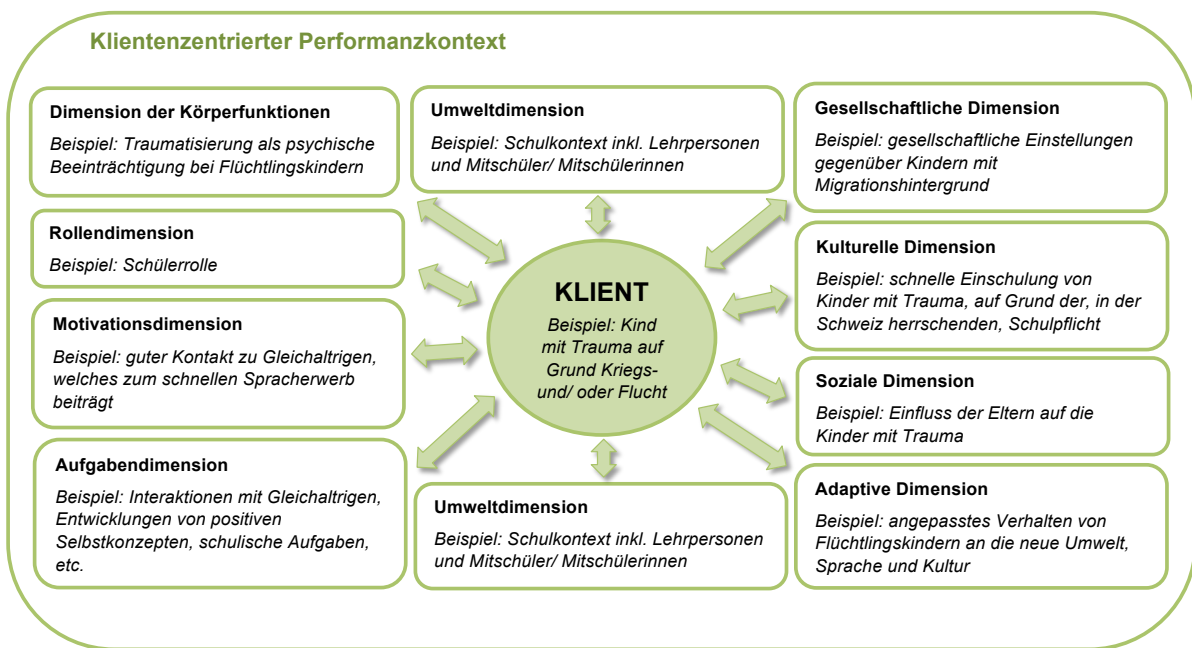 Klientenzentrierter Performanzkontext
Dimension der Körperfunktionen
Beispiel: Traumatisierung als psychische
Beeinträchtigung bei Flüchtlingskindern
Umweltdimension
Beispiel: Schulkontext inkl. Lehrpersonen
und Mitschüler/ Mitschülerinnen
Gesellschaftliche Dimension
Beispiel: gesellschaftliche Einstellungen
gegenüber Kindern mit
Migrationshintergrund
Rollendimension
Beispiel: Schülerrolle
KLIENT
Beispiel: Kind
mit Trauma auf
Grund Kriegs-
und/ oder Flucht
Kulturelle Dimension
Beispiel: schnelle Einschulung von
Kinder mit Trauma, auf Grund der, in der
Schweiz herrschenden, Schulpflicht
Motivationsdimension
Beispiel: guter Kontakt zu Gleichaltrigen,
welches zum schnellen Spracherwerb
beiträgt
Soziale Dimension
Beispiel: Einfluss der Eltern auf die
Kinder mit Trauma
Aufgabendimension
Beispiel: Interaktionen mit Gleichaltrigen,
Entwicklungen von positiven
Selbstkonzepten, schulische Aufgaben,
etc.
Umweltdimension
Beispiel: Schulkontext inkl. Lehrpersonen
und Mitschüler/ Mitschülerinnen
Adaptive Dimension
Beispiel: angepasstes Verhalten von
Flüchtlingskindern an die neue Umwelt,
Sprache und Kultur